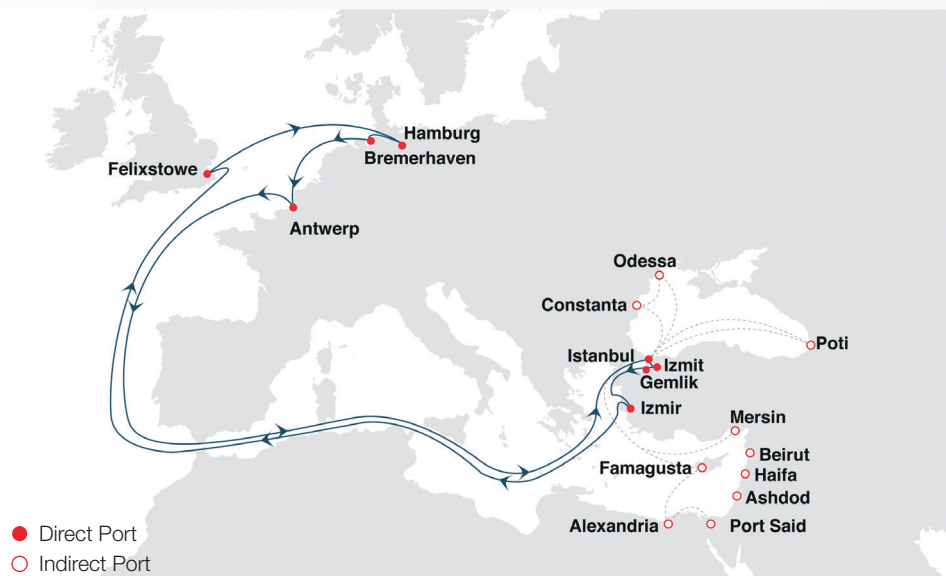 Hamburg
Bremerhaven
Felixstowe
Antwerp
Odessa
Constanta
Istanbul
Izmit
Poti
Gemlik
Izmir
Mersin
Beirut
Famagusta
Haifa
Ashdod
Alexandria
Port Said
Direct Port
Indirect Port